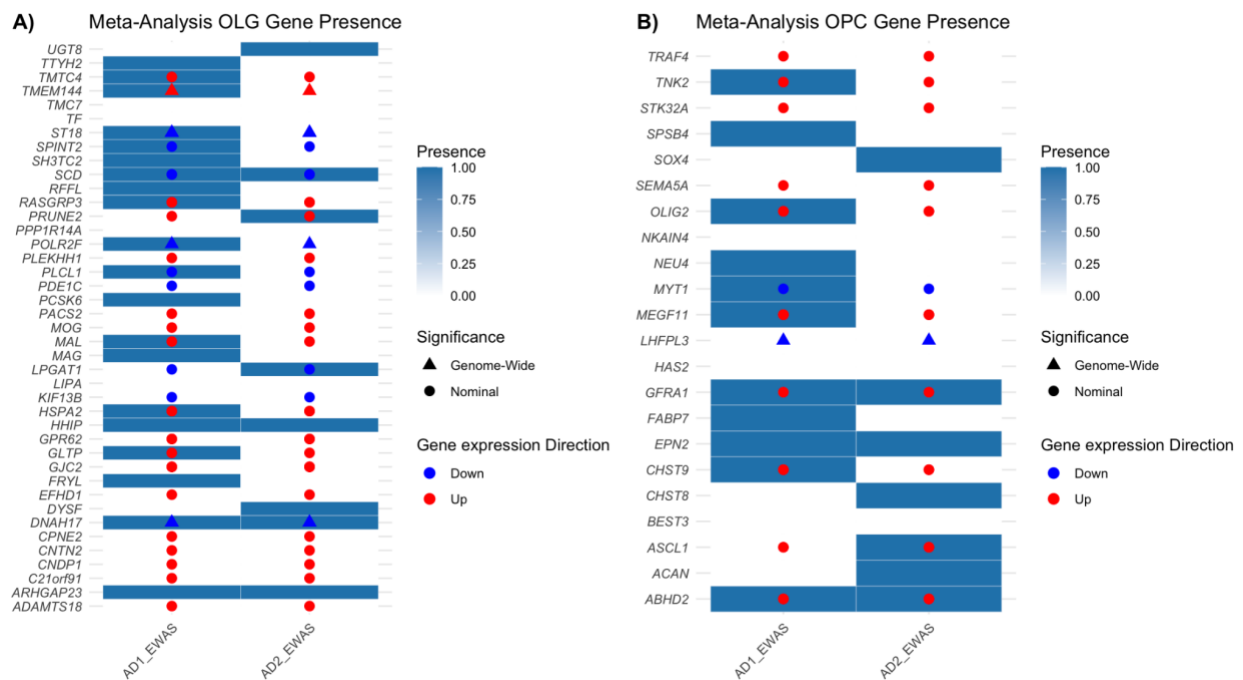 A) Meta-Analysis OLG Gene Presence
UGT8
TTYH2
TMTC4
TMEM144
TMC7
TF
ST18
SPINT2
SH3TC2
SCD
RFFL
RASGRP3
PRUNE2
PPP1R14A
POLR2F
PLEKHH1
PLCL1
PDE1C
PCSK6
PACS2
MOG
MAL
MAG
LPGAT1
LIPA
KIF13B
HSPA2
HHIP
GPR62
GLTP
GJC2
FRYL
EFHD1
DYSF
DNAH17
CPNE2
CNTN2
CNDP1
C21orf91
ARHGAP23
ADAMTS18
AD1_EWAS
AD2_EWAS
Presence
1.00
0.75
0.50
0.25
0.00
Significance
Genome-Wide
Nominal
Gene expression Direction
Down
Up
B) Meta-Analysis OPC Gene Presence
TRAF4
TNK2
STK32A
SPSB4
SOX4
SEMA5A
OLIG2
NKAIN4
NEU4
MYT1
MEGF11
LHFPL3
HAS2
GFRA1
FABP7
EPN2
CHST9
CHST8
BEST3
ASCL1
ACAN
ABHD2
AD1_EWAS
AD2_EWAS
Presence
1.00
0.75
0.50
0.25
0.00
Significance
Genome-Wide
Nominal
Gene expression Direction
Down
Up